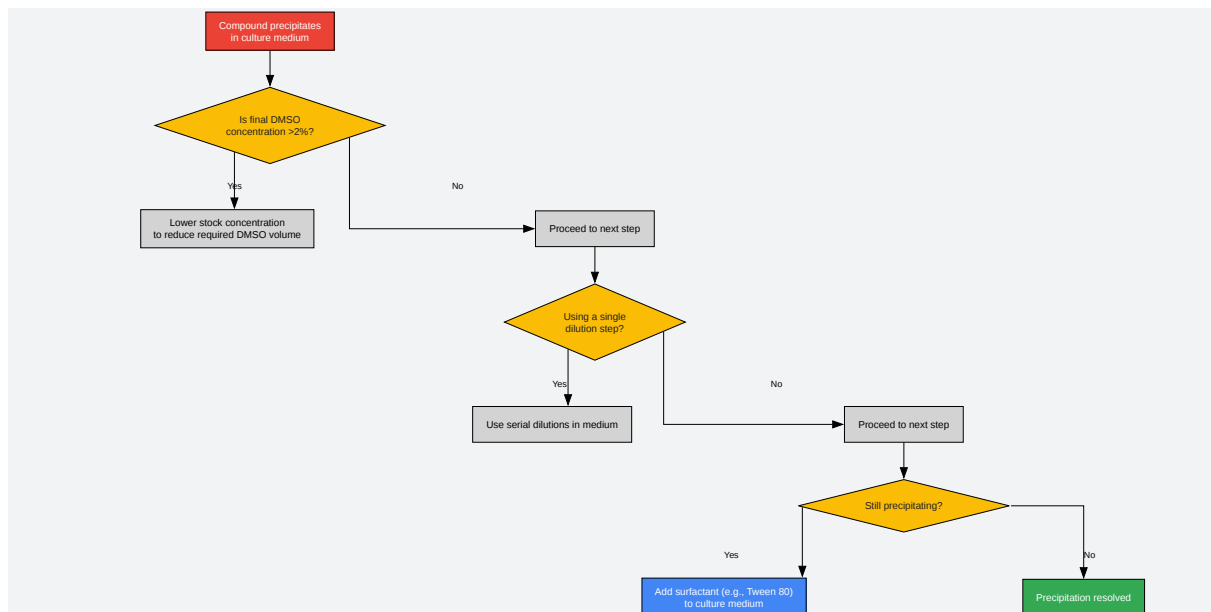 Compound precipitates
in culture medium
Is final DMSO
concentration >2%?
Yes
No
Lower stock concentration
to reduce required DMSO volume
Proceed to next step
Using a single
dilution step?
Yes
No
Use serial dilutions in medium
Proceed to next step
Still precipitating?
Yes
No
Add surfactant (e.g., Tween 80)
to culture medium
Precipitation resolved